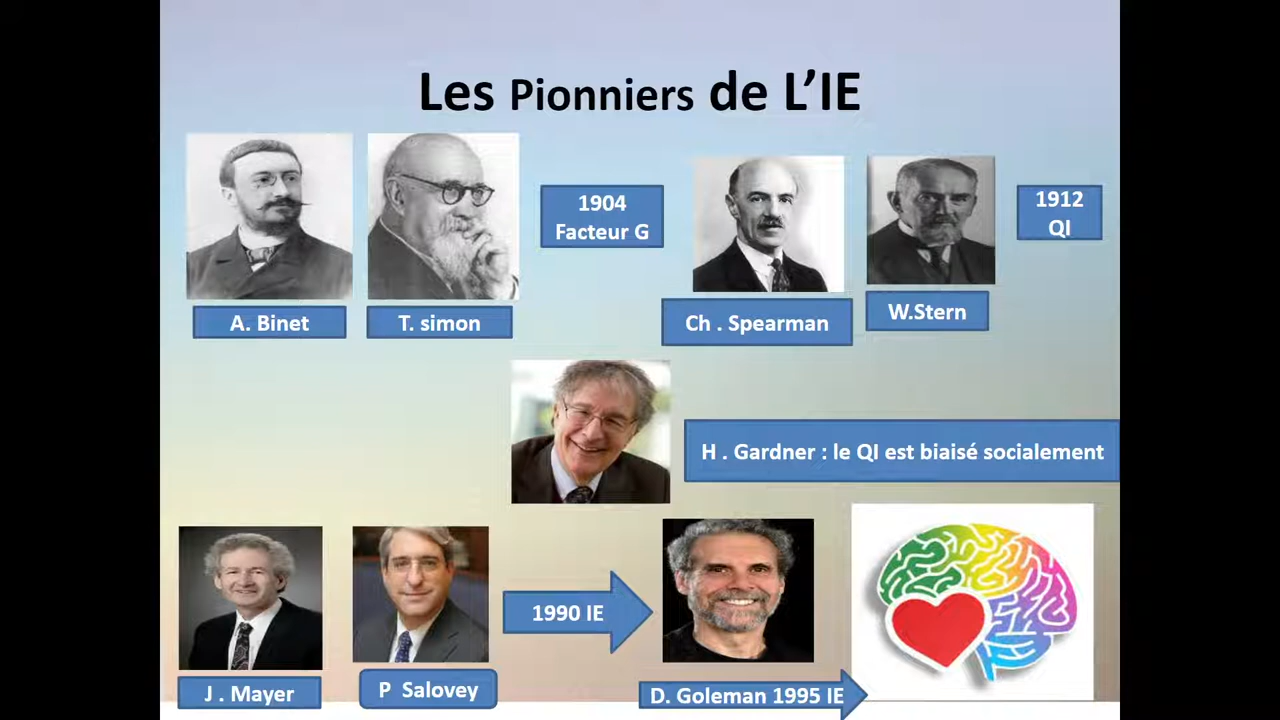 Les Pionniers de L’IE
1904
Facteur G
1912
QI
A. Binet
T. simon
Ch . Spearman
W.Stern
H . Gardner : le QI est biaisé socialement
1990 IE
J . Mayer
P Salovey
D. Goleman 1995 IE